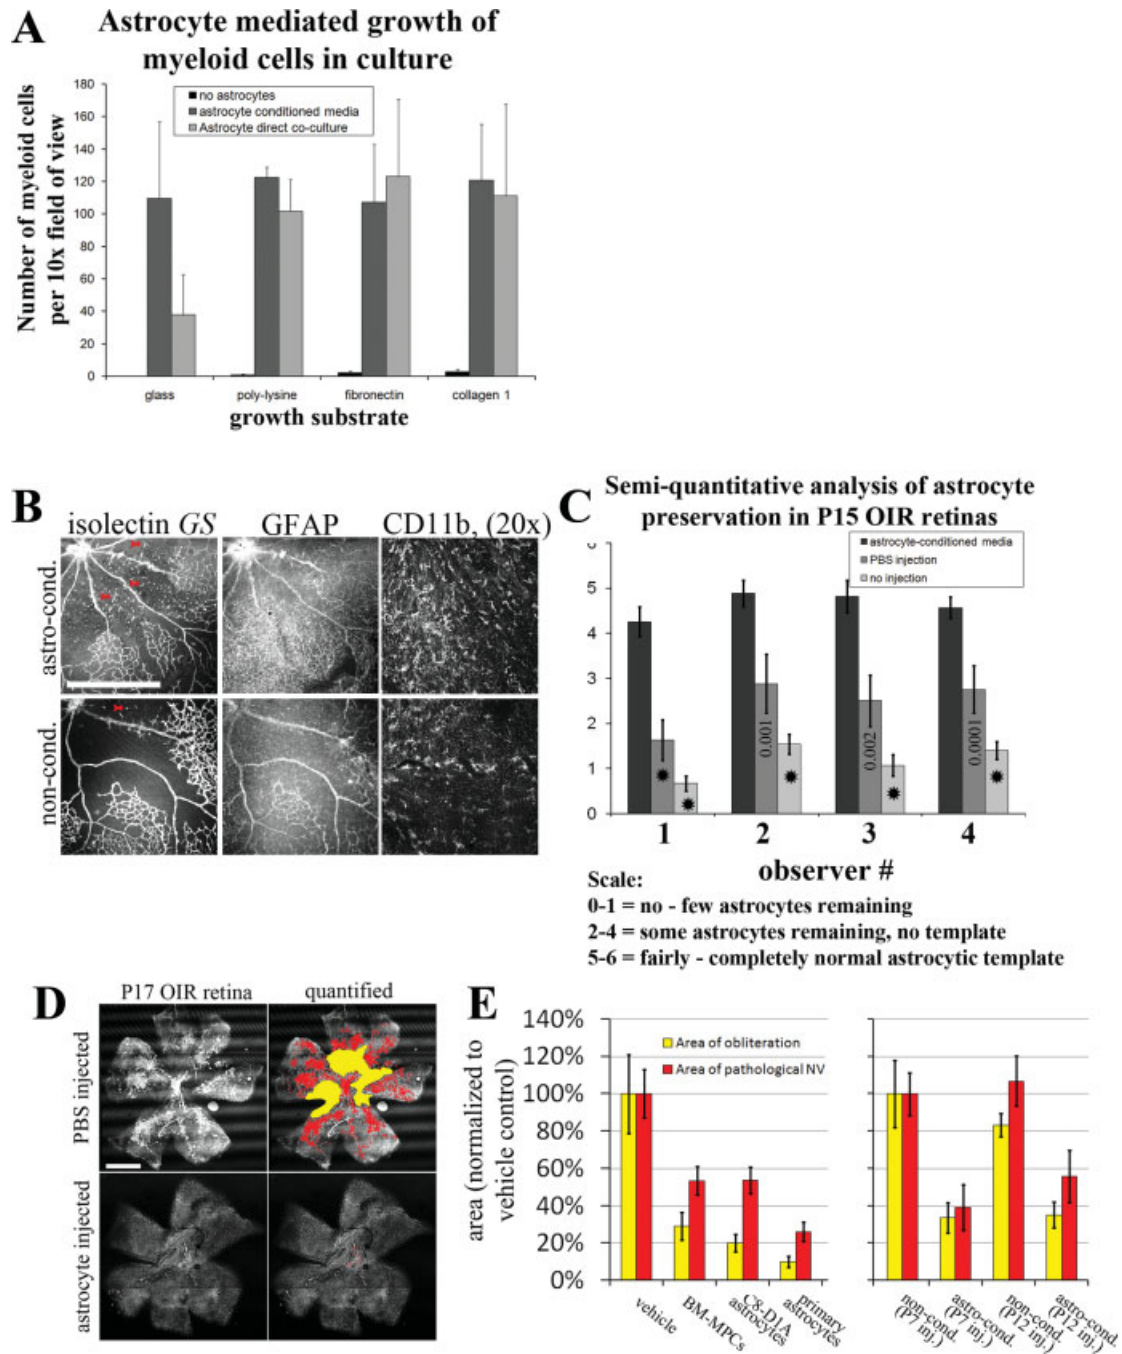 A
Astrocyte mediated growth of
myeloid cells in culture
Number of myeloid cells
per 10x field of view
180
160
140
120
100
80
60
40
20
0
no astrocytes
astrocyte conditioned media
Astrocyte direct co-culture
glass poly-lysine fibronectin collagen 1
growth substrate
B
isolectin GS GFAP CD11b, (20x)
astro-cond.
non-cond.
C
Semi-quantitative analysis of astrocyte
preservation in P15 OIR retinas
astrocyte-conditioned media
PBS injection
no injection
5
4
3
2
1
0
0.001
0.002
0.0001
1 2 3 4
observer #
Scale:
0-1 = no - few astrocytes remaining
2-4 = some astrocytes remaining, no template
5-6 = fairly - completely normal astrocytic template
D
P17 OIR retina quantified
PBS injected
astrocyte injected
E
area (normalized to
vehicle control)
140%
120%
100%
80%
60%
40%
20%
0%
Area of obliteration
Area of pathological NV
vehicle
BM-MPCs
C8-D1A
astrocytes
primary
astrocytes
non-cond.
(P7 inj.)
astro-cond.
(P7 inj.)
non-cond.
(P12 inj.)
astro-cond.
(P12 inj.)